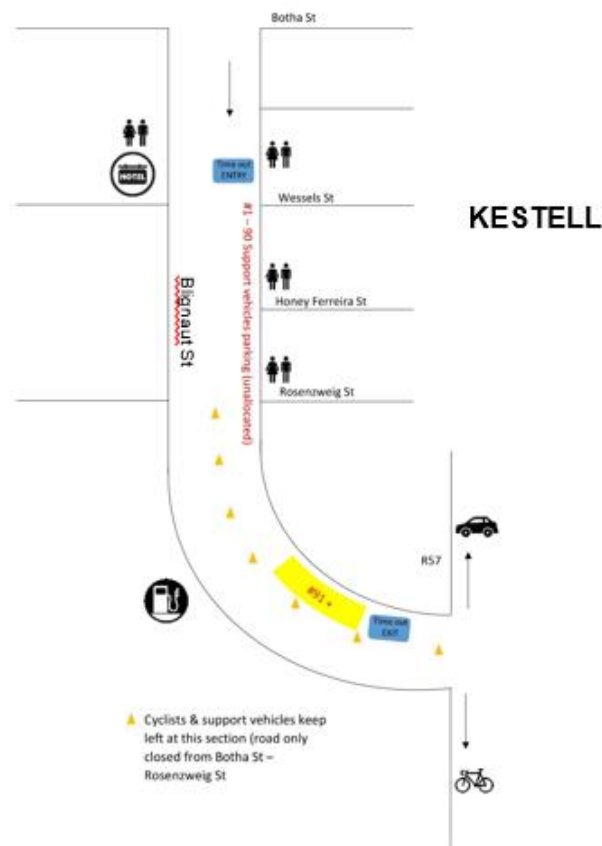 Botha St
HOTEL
Time out
ENTRY
Wessels St
KESTELL
#1 – 90 Support vehicles parking (unallocated)
Blignaut St
Honey Ferreira St
Rosenzweig St
R57
#91 +
Time out
EXIT
Cyclists & support vehicles keep
left at this section (road only
closed from Botha St –
Rosenzweig St